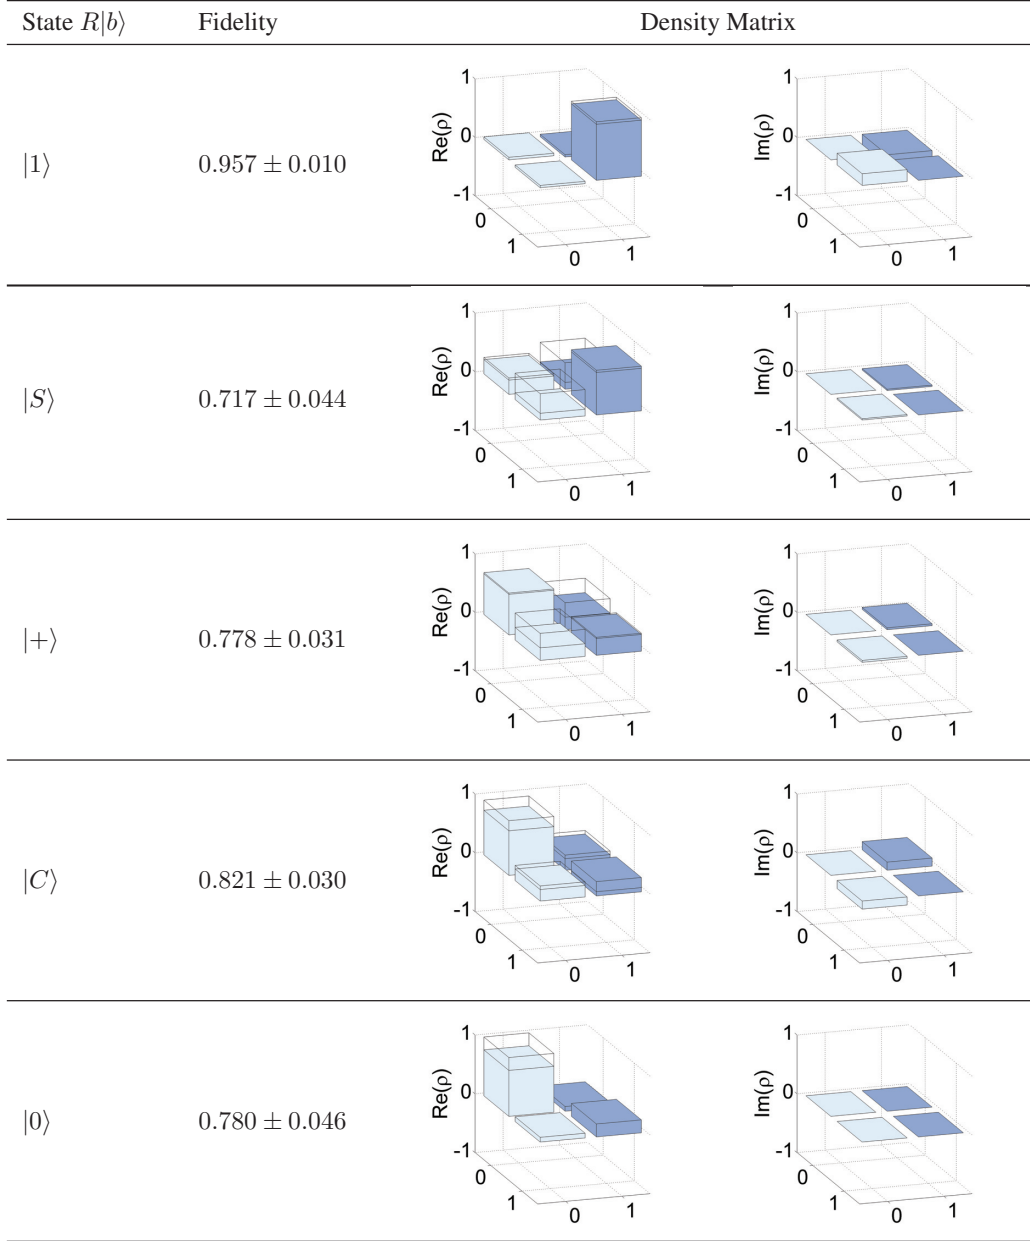 State R|b⟩ Fidelity Density Matrix
|1⟩ 0.957 ± 0.010
Re(ρ) 1 0 -1 0 1 0 1
Im(ρ) 1 0 -1 0 1 0 1
|S⟩ 0.717 ± 0.044
Re(ρ) 1 0 -1 0 1 0 1
Im(ρ) 1 0 -1 0 1 0 1
|+⟩ 0.778 ± 0.031
Re(ρ) 1 0 -1 0 1 0 1
Im(ρ) 1 0 -1 0 1 0 1
|C⟩ 0.821 ± 0.030
Re(ρ) 1 0 -1 0 1 0 1
Im(ρ) 1 0 -1 0 1 0 1
|0⟩ 0.780 ± 0.046
Re(ρ) 1 0 -1 0 1 0 1
Im(ρ) 1 0 -1 0 1 0 1